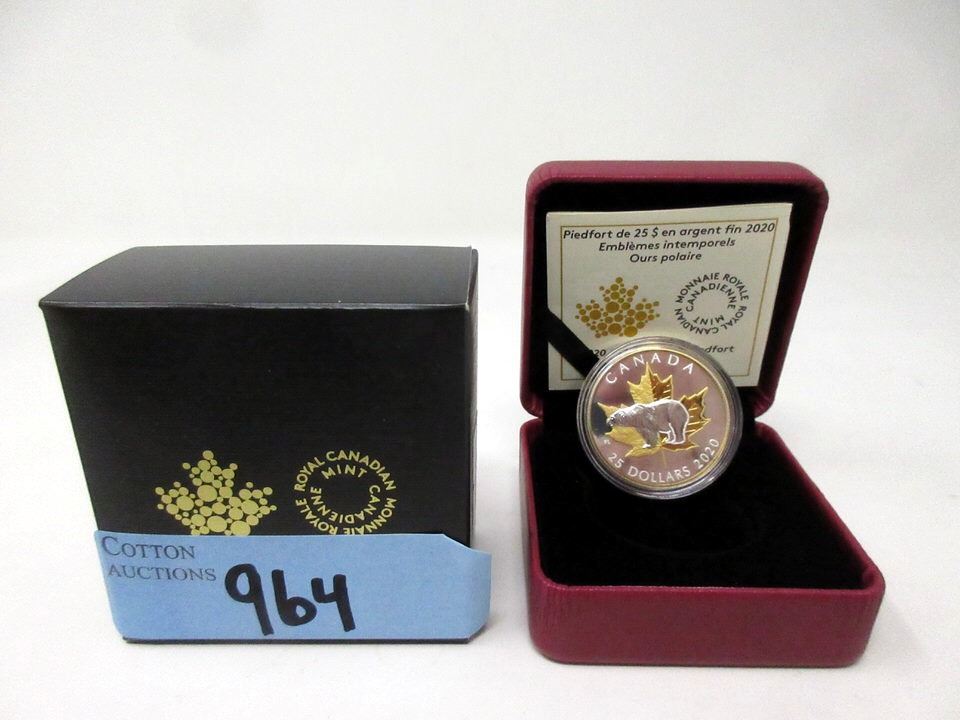 ROYAL CANADIAN MINT
MONNAIE ROYALE CANADIENNE
COTTON
AUCTIONS
964
Piedfort de 25 $ en argent fin 2020
Emblèmes intemporels
Ours polaire
MONNAIE ROYALE CANADIENNE
ROYAL CANADIAN MINT
CANADA
25 DOLLARS 2020